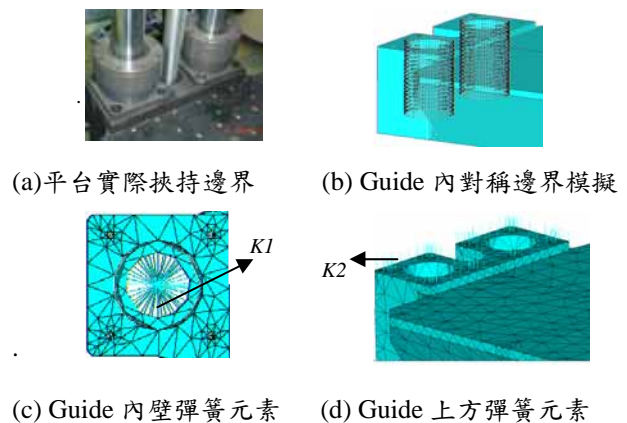 (a)平台實際挾持邊界
(b) Guide 內對稱邊界模擬
K1
K2
(c) Guide 內壁彈簧元素
(d) Guide 上方彈簧元素